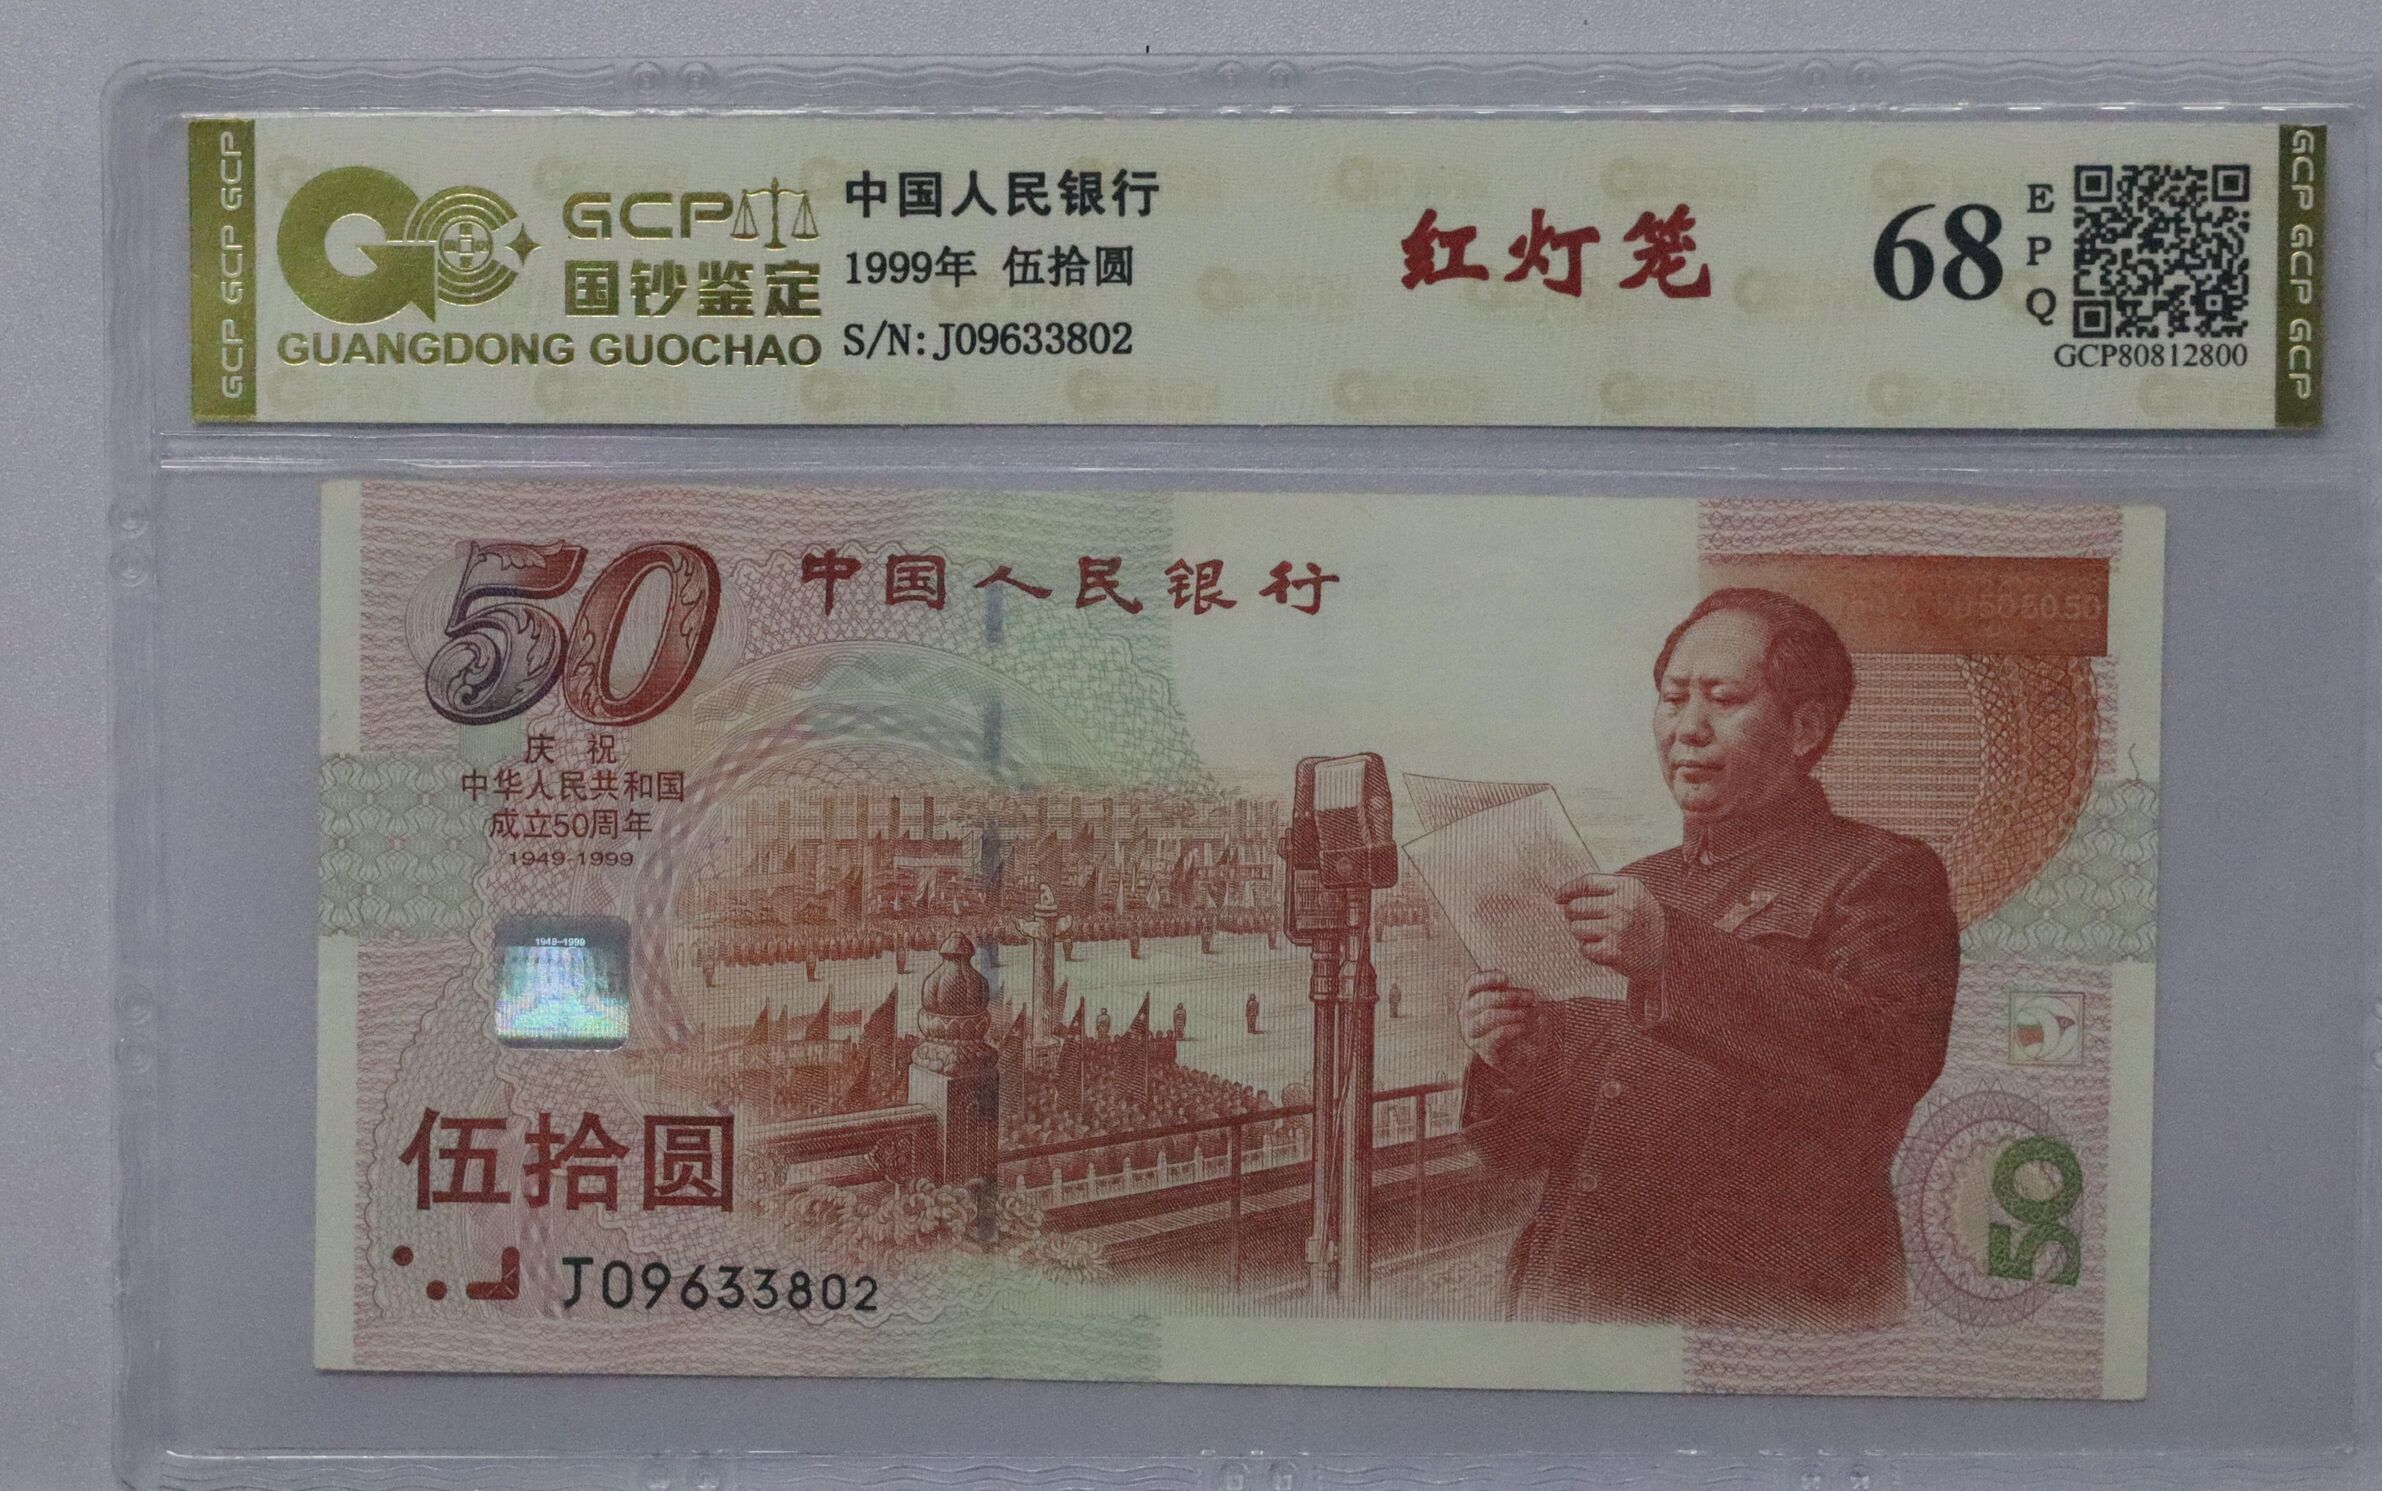 GCP GCP GCP
GCP
国钞鉴定
GUANGDONG GUOCHAO
中国人民银行
1999年 伍拾圆
S/N: J09633802
红灯笼
68
E
P
Q
GCP80812800
GCP GCP GCP
50
中国人民银行
庆祝
中华人民共和国
成立50周年
1949-1999
1949-1999
伍拾圆
J09633802
50